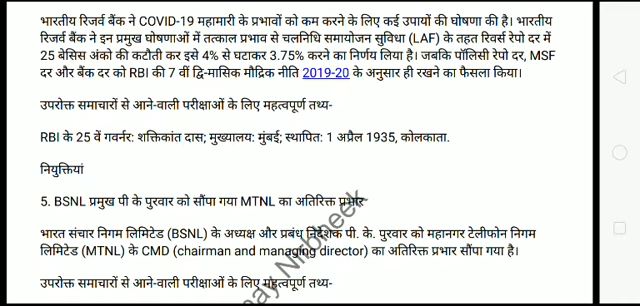 भारतीय रिजर्व बैंक ने COVID-19 महामारी के प्रभावों को कम करने के लिए कई उपायों की घोषणा की है। भारतीय
रिजर्व बैंक ने इन प्रमुख घोषणाओं में तत्काल प्रभाव से चलनिधि समायोजन सुविधा (LAF) के तहत रिवर्स रेपो दर में
25 बेसिस अंको की कटौती कर इसे 4% से घटाकर 3.75% करने का निर्णय लिया है। जबकि पॉलिसी रेपो दर, MSF
दर और बैंक दर को RBI की 7 वीं द्वि-मासिक मौद्रिक नीति 2019-20 के अनुसार ही रखने का फैसला किया।
उपरोक्त समाचारों से आने-वाली परीक्षाओं के लिए महत्वपूर्ण तथ्य-
RBI के 25 वें गवर्नर: शक्तिकांत दास; मुख्यालय: मुंबई; स्थापित: 1 अप्रैल 1935, कोलकाता.
नियुक्तियां
5. BSNL प्रमुख पी के पुरवार को सौंपा गया MTNL का अतिरिक्त प्रभार
भारत संचार निगम लिमिटेड (BSNL) के अध्यक्ष और प्रबंध निर्देशक पी. के. पुरवार को महानगर टेलीफोन निगम
लिमिटेड (MTNL) के CMD (chairman and managing director) का अतिरिक्त प्रभार सौंपा गया है।
उपरोक्त समाचारों से आने-वाली परीक्षाओं के लिए महत्वपूर्ण तथ्य-